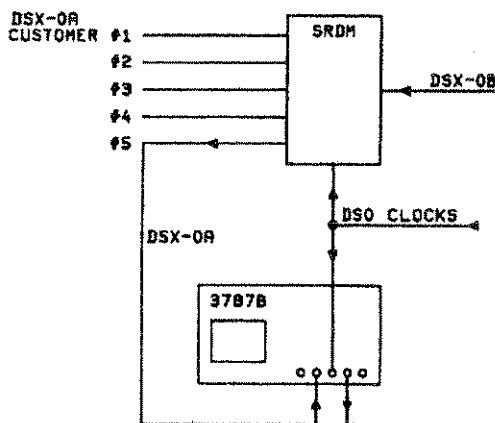 DSX-0A
CUSTOMER #1
#2
#3
#4
#5
SRDM
DSX-0B
DS0 CLOCKS
DSX-0A
3787B